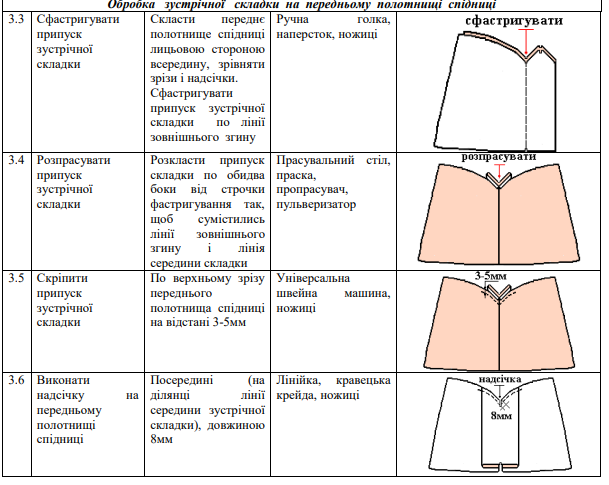 Обробка зустрічної складки на передньому полотнищі спідниці
3.3 Сфастригувати припуск зустрічної складки
Скласти переднє полотнище спідниці лицьовою стороною всередину, зрівняти зрізи і надсічки. Сфастригувати припуск зустрічної складки по лінії зовнішнього згину
Ручна голка, наперсток, ножиці
сфастригувати
3.4 Розпрасувати припуск зустрічної складки
Розкласти припуск складки по обидва боки від строчки фастригування так, щоб сумістились лінії зовнішнього згину і лінія середини складки
Прасувальний стіл, праска, пропрасувач, пульверизатор
розпрасувати
3.5 Скріпити припуск зустрічної складки
По верхньому зрізу переднього полотнища спідниці на відстані 3-5мм
Універсальна швейна машина, ножиці
3-5мм
3.6 Виконати надсічку на передньому полотнищі спідниці
Посередині (на ділянці лінії середини зустрічної складки), довжиною 8мм
Лінійка, кравецька крейда, ножиці
надсічка
8мм